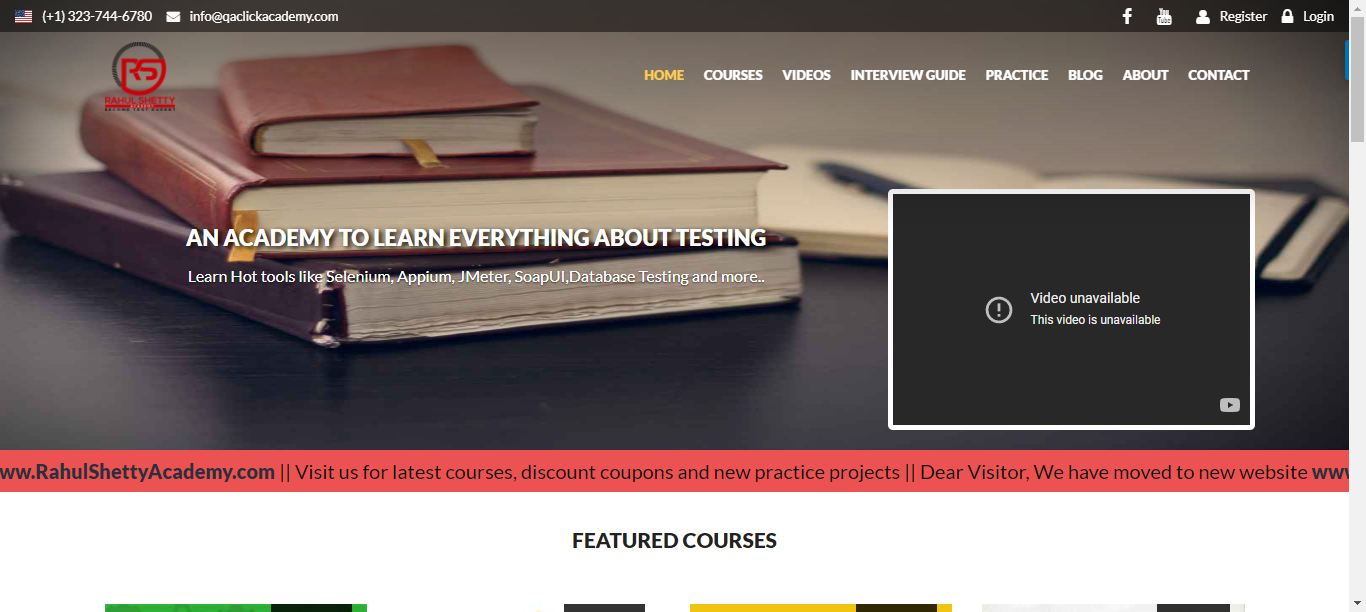 (+1) 323-744-6780 info@qaclickacademy.com Register Login
RS
RAHUL SHETTY
HOME COURSES VIDEOS INTERVIEW GUIDE PRACTICE BLOG ABOUT CONTACT
AN ACADEMY TO LEARN EVERYTHING ABOUT TESTING
Learn Hot tools like Selenium, Appium, JMeter, SoapUI,Database Testing and more..
Video unavailable
This video is unavailable
ww.RahulShettyAcademy.com || Visit us for latest courses, discount coupons and new practice projects || Dear Visitor, We have moved to new website www
FEATURED COURSES